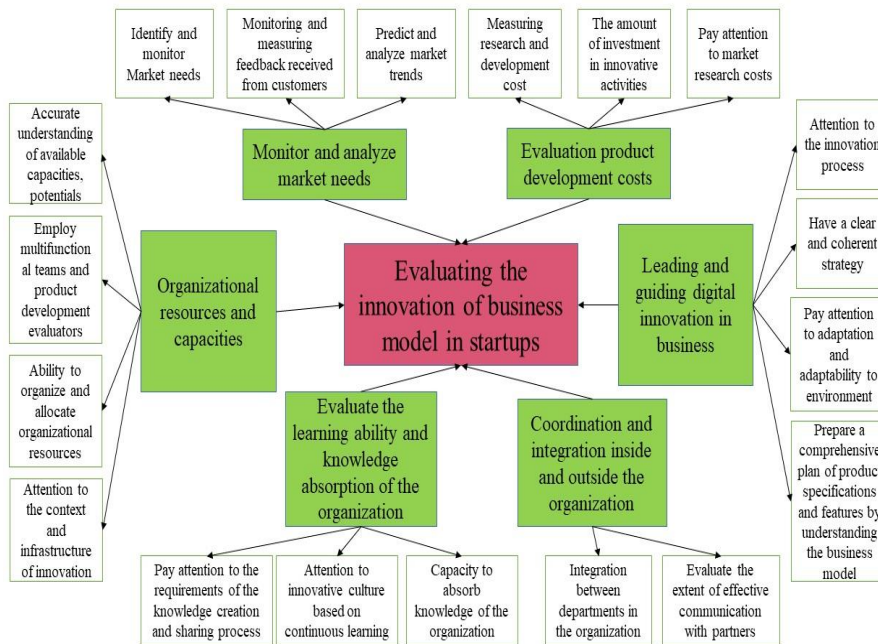 Identify and
monitor
Market needs
Monitoring and
measuring
feedback received
from customers
Predict and
analyze market
trends
Measuring
research and
development
cost
The amount
of investment
in innovative
activities
Pay attention
to market
research costs
Accurate
understanding
of available
capacities,
potentials
Monitor and analyze
market needs
Evaluation product
development costs
Attention to
the innovation
process
Employ
multifunction
al teams and
product
development
evaluators
Organizational
resources and
capacities
Evaluating the
innovation of business
model in startups
Leading and
guiding digital
innovation in
business
Have a clear
and coherent
strategy
Pay attention
to adaptation
and
adaptability to
environment
Ability to
organize and
allocate
organizational
resources
Evaluate the
learning ability and
knowledge
absorption of the
organization
Coordination and
integration inside
and outside the
organization
Prepare a
comprehensive
plan of product
specifications
and features by
understanding
the business
model
Attention to
the context
and
infrastructure
of innovation
Pay attention to the
requirements of the
knowledge creation
and sharing process
Attention to
innovative culture
based on
continuous learning
Capacity to
absorb
knowledge of the
organization
Integration
between
departments in
the organization
Evaluate the
extent of effective
communication
with partners